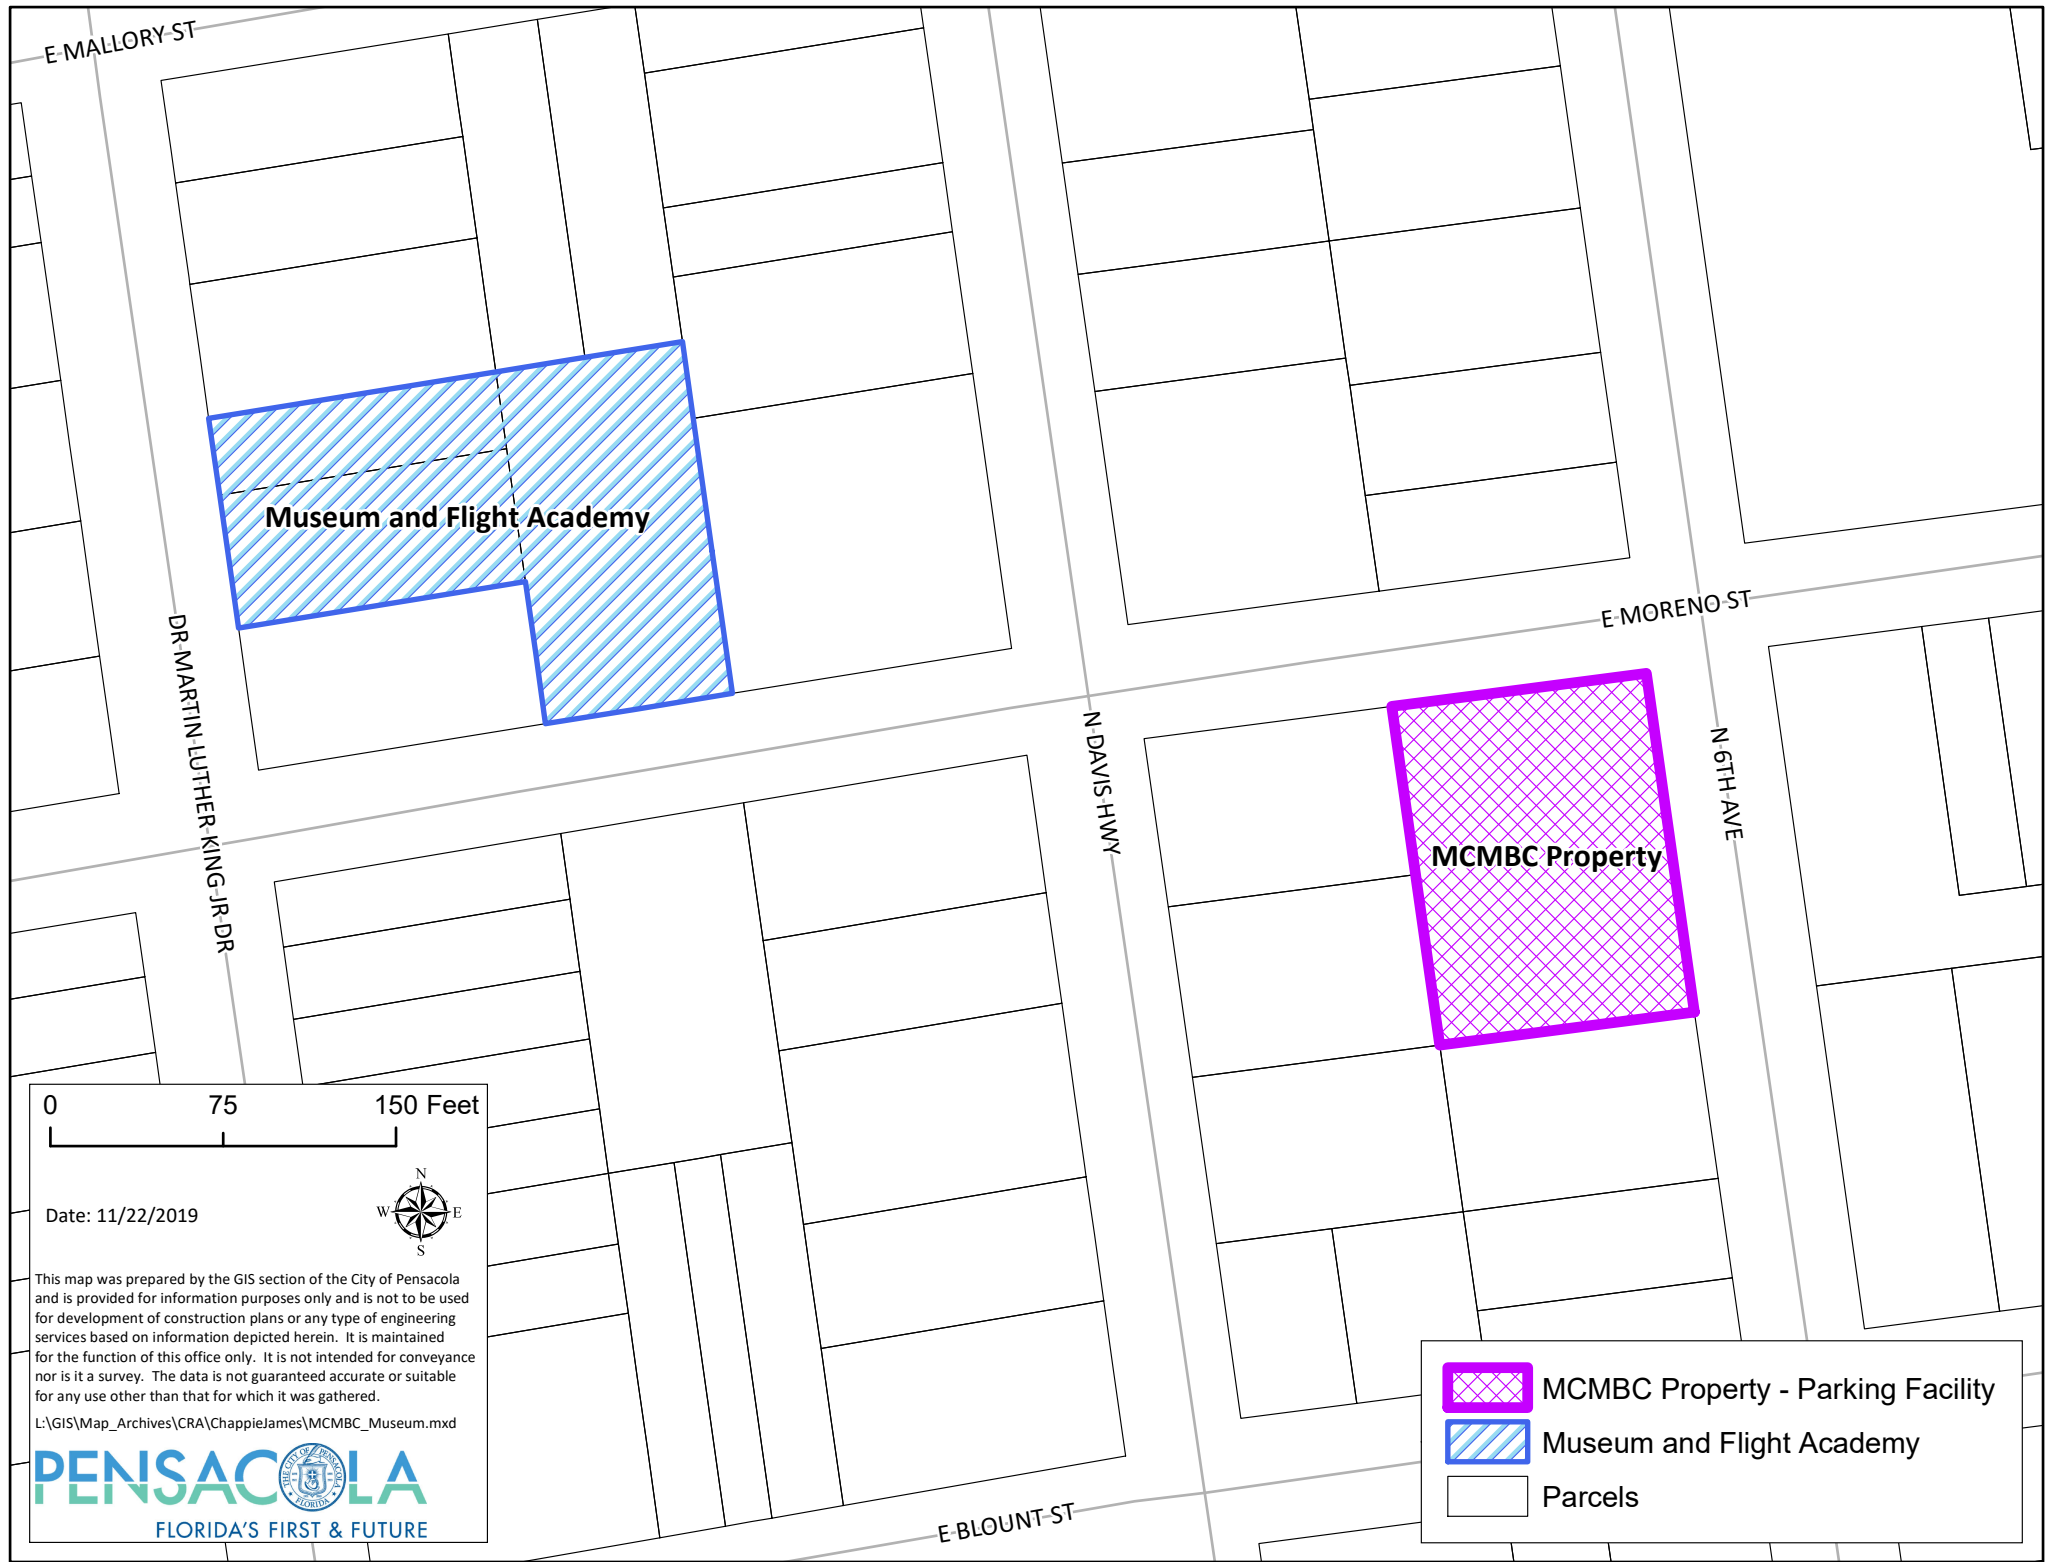 E MALLORY ST
Museum and Flight Academy
E MORENO ST
DR MARTIN LUTHER KING JR DR
N DAVIS HWY
N 6TH AVE
MCMBC Property
0 75 150 Feet
N
W E
S
Date: 11/22/2019
This map was prepared by the GIS section of the City of Pensacola
and is provided for information purposes only and is not to be used
for development of construction plans or any type of engineering
services based on information depicted herein. It is maintained
for the function of this office only. It is not intended for conveyance
nor is it a survey. The data is not guaranteed accurate or suitable
for any use other than that for which it was gathered.
L:\GIS\Map_Archives\CRA\ChappieJames\MCMBC_Museum.mxd
PENSACOLA
THE CITY OF PENSACOLA
FLORIDA
FLORIDA'S FIRST & FUTURE
E BLOUNT ST
MCMBC Property - Parking Facility
Museum and Flight Academy
Parcels